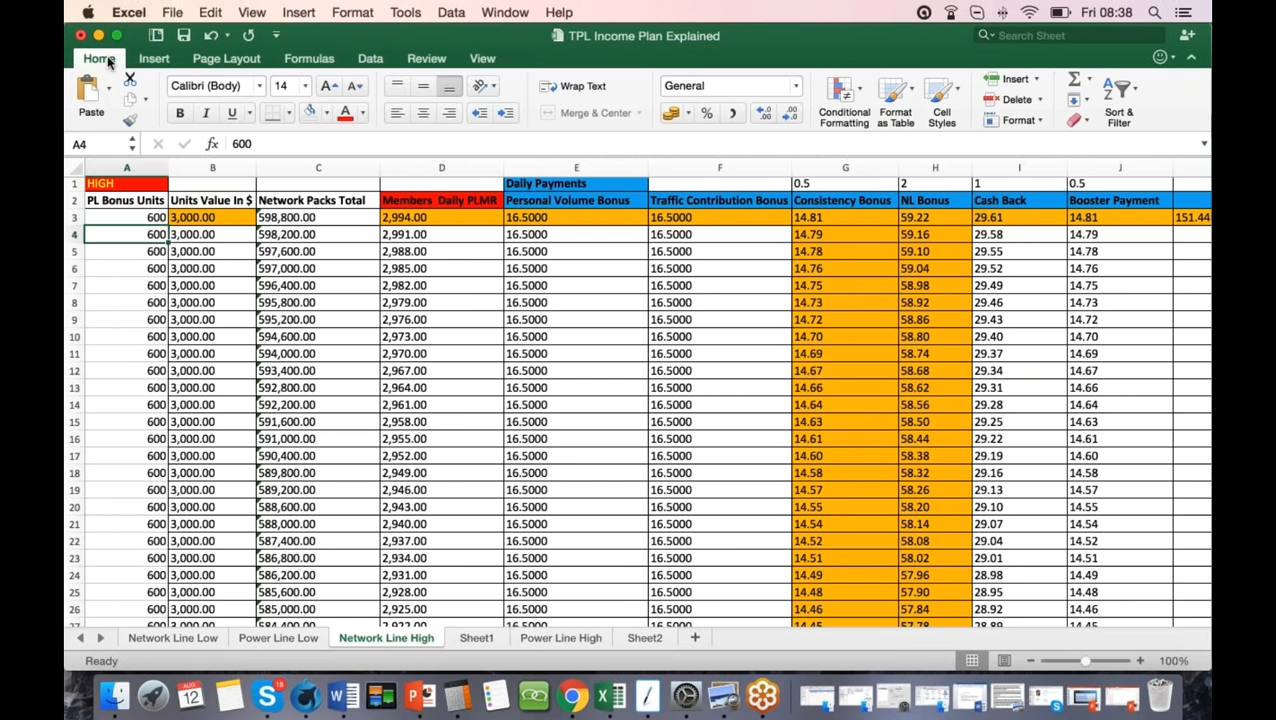 Excel File Edit View Insert Format Tools Data Window Help Fri 08:38
TPL Income Plan Explained
Search Sheet
Home Insert Page Layout Formulas Data Review View
Paste
Calibri (Body) 14
Wrap Text
Merge & Center
General
Conditional Formatting
Format as Table
Cell Styles
Insert
Delete
Format
Sort & Filter
A4 fx 600
A B C D E F G H I J
1 HIGH Daily Payments 0.5 2 1 0.5
2 PL Bonus Units Units Value In $ Network Packs Total Members Daily PLMR Personal Volume Bonus Traffic Contribution Bonus Consistency Bonus NL Bonus Cash Back Booster Payment
3 600 3,000.00 598,800.00 2,994.00 16.5000 16.5000 14.81 59.22 29.61 14.81 151.44
4 600 3,000.00 598,200.00 2,991.00 16.5000 16.5000 14.79 59.16 29.58 14.79
5 600 3,000.00 597,600.00 2,988.00 16.5000 16.5000 14.78 59.10 29.55 14.78
6 600 3,000.00 597,000.00 2,985.00 16.5000 16.5000 14.76 59.04 29.52 14.76
7 600 3,000.00 596,400.00 2,982.00 16.5000 16.5000 14.75 58.98 29.49 14.75
8 600 3,000.00 595,800.00 2,979.00 16.5000 16.5000 14.73 58.92 29.46 14.73
9 600 3,000.00 595,200.00 2,976.00 16.5000 16.5000 14.72 58.86 29.43 14.72
10 600 3,000.00 594,600.00 2,973.00 16.5000 16.5000 14.70 58.80 29.40 14.70
11 600 3,000.00 594,000.00 2,970.00 16.5000 16.5000 14.69 58.74 29.37 14.69
12 600 3,000.00 593,400.00 2,967.00 16.5000 16.5000 14.67 58.68 29.34 14.67
13 600 3,000.00 592,800.00 2,964.00 16.5000 16.5000 14.66 58.62 29.31 14.66
14 600 3,000.00 592,200.00 2,961.00 16.5000 16.5000 14.64 58.56 29.28 14.64
15 600 3,000.00 591,600.00 2,958.00 16.5000 16.5000 14.63 58.50 29.25 14.63
16 600 3,000.00 591,000.00 2,955.00 16.5000 16.5000 14.61 58.44 29.22 14.61
17 600 3,000.00 590,400.00 2,952.00 16.5000 16.5000 14.60 58.38 29.19 14.60
18 600 3,000.00 589,800.00 2,949.00 16.5000 16.5000 14.58 58.32 29.16 14.58
19 600 3,000.00 589,200.00 2,946.00 16.5000 16.5000 14.57 58.26 29.13 14.57
20 600 3,000.00 588,600.00 2,943.00 16.5000 16.5000 14.55 58.20 29.10 14.55
21 600 3,000.00 588,000.00 2,940.00 16.5000 16.5000 14.54 58.14 29.07 14.54
22 600 3,000.00 587,400.00 2,937.00 16.5000 16.5000 14.52 58.08 29.04 14.52
23 600 3,000.00 586,800.00 2,934.00 16.5000 16.5000 14.51 58.02 29.01 14.51
24 600 3,000.00 586,200.00 2,931.00 16.5000 16.5000 14.49 57.96 28.98 14.49
25 600 3,000.00 585,600.00 2,928.00 16.5000 16.5000 14.48 57.90 28.95 14.48
26 600 3,000.00 585,000.00 2,925.00 16.5000 16.5000 14.46 57.84 28.92 14.46
Network Line Low Power Line Low Network Line High Sheet1 Power Line High Sheet2
Ready 100%
AUG
12
18